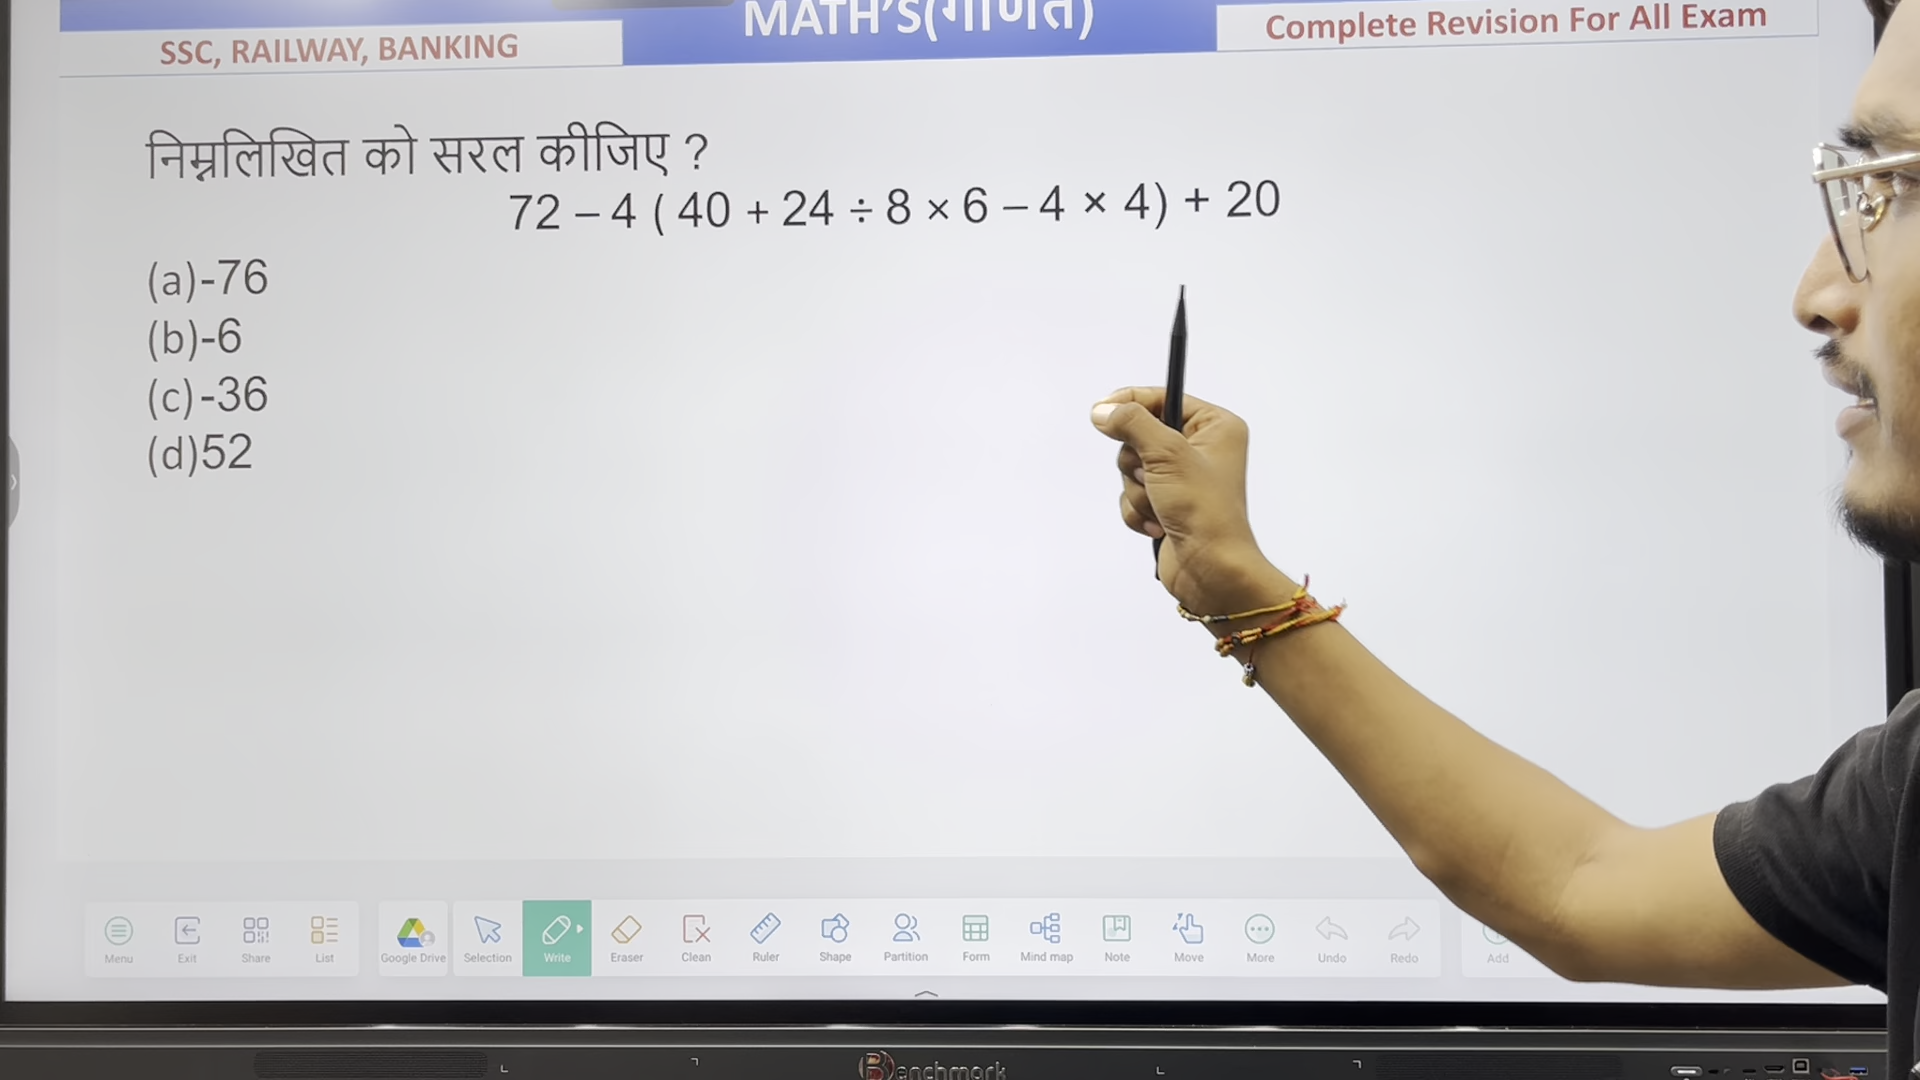 MATH'S(गणित)
SSC, RAILWAY, BANKING
Complete Revision For All Exam
निम्नलिखित को सरल कीजिए ?
72 – 4 ( 40 + 24 ÷ 8 × 6 – 4 × 4) + 20
(a)-76
(b)-6
(c)-36
(d)52
Menu Exit Share List Google Drive Selection Write Eraser Clean Ruler Shape Partition Form Mind map Note Move More Undo Redo Add
Benchmark